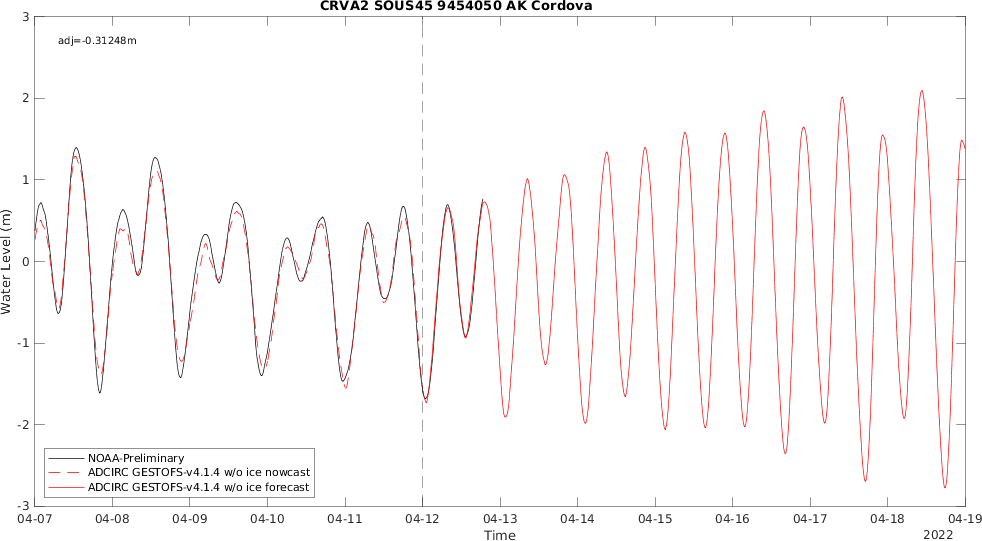 CRVA2 SOUS45 9454050 AK Cordova
adj=-0.31248m
3
2
1
0
-1
-2
-3
Water Level (m)
NOAA-Preliminary
ADCIRC GESTOFS-v4.1.4 w/o ice nowcast
ADCIRC GESTOFS-v4.1.4 w/o ice forecast
04-07 04-08 04-09 04-10 04-11 04-12 04-13 04-14 04-15 04-16 04-17 04-18 04-19
Time
2022